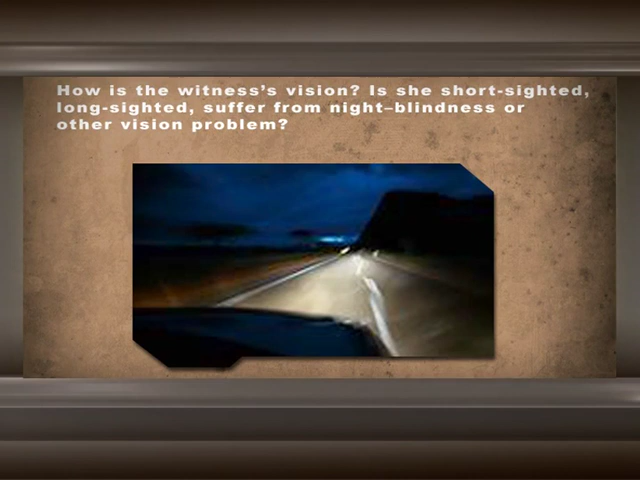 How is the witness’s vision? Is she short-sighted,
long-sighted, suffer from night–blindness or
other vision problem?